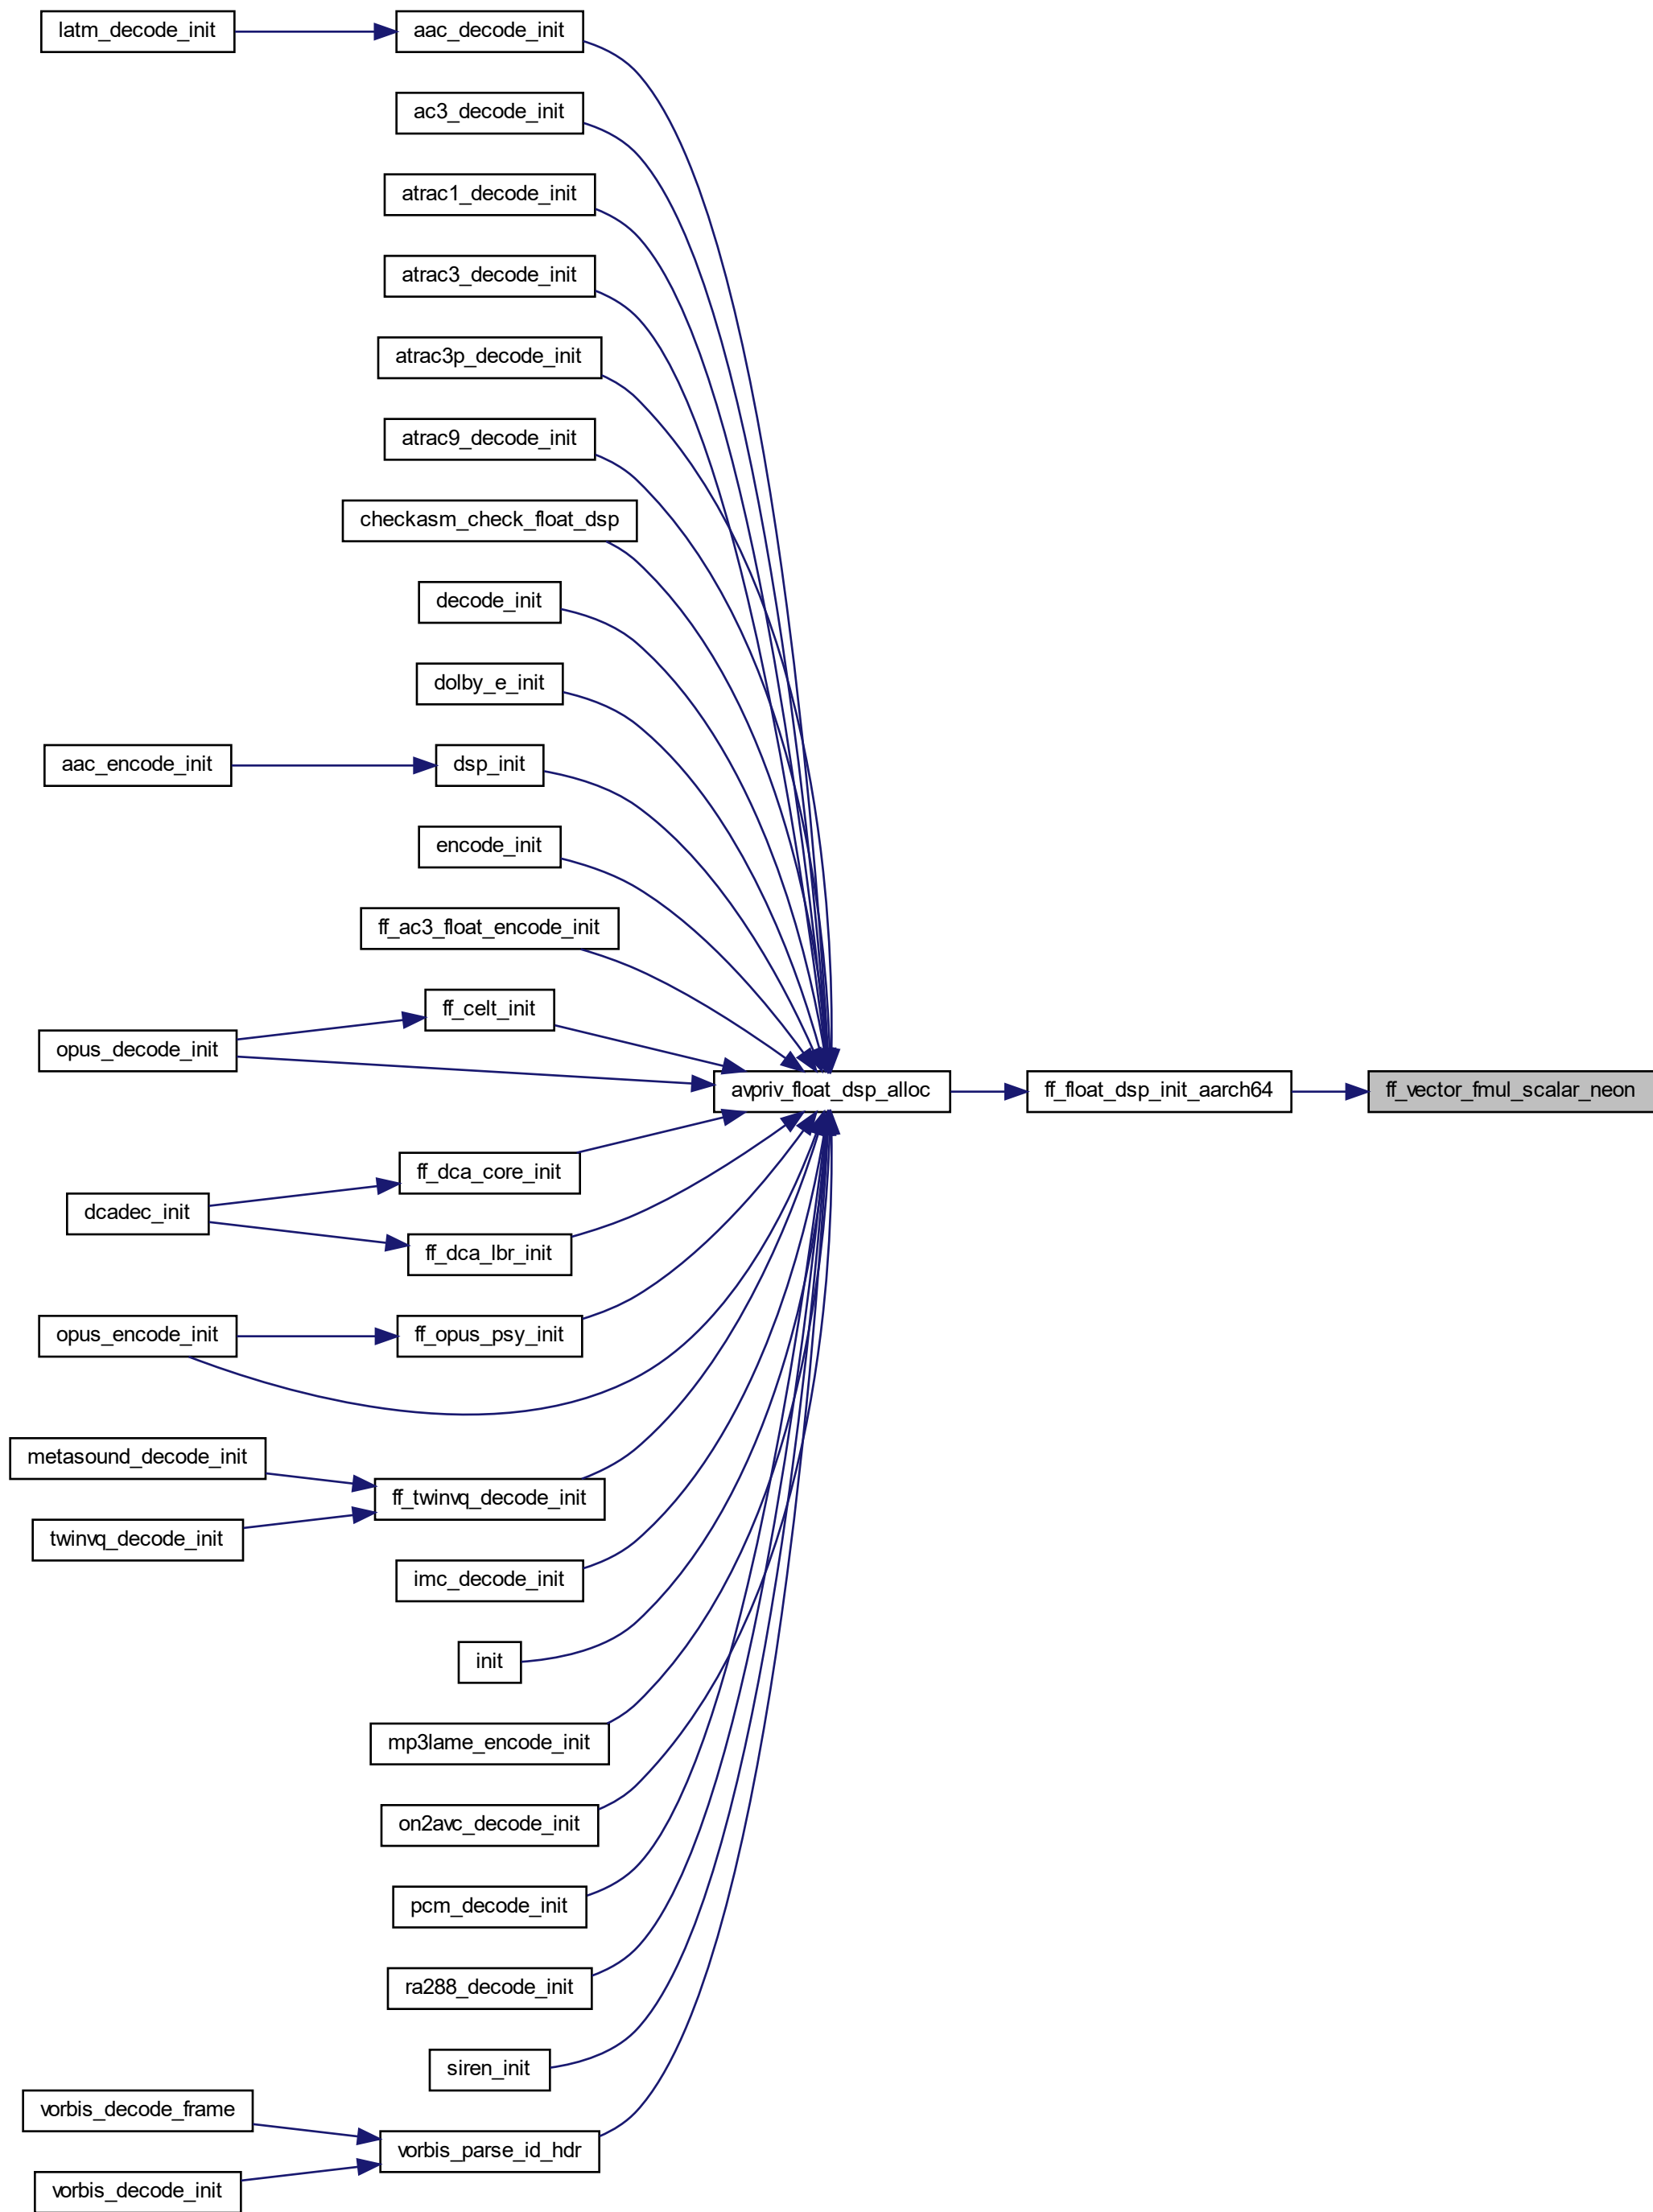 latm_decode_init
aac_decode_init
ac3_decode_init
atrac1_decode_init
atrac3_decode_init
atrac3p_decode_init
atrac9_decode_init
checkasm_check_float_dsp
decode_init
dolby_e_init
aac_encode_init
dsp_init
encode_init
ff_ac3_float_encode_init
ff_celt_init
opus_decode_init
avpriv_float_dsp_alloc
ff_float_dsp_init_aarch64
ff_vector_fmul_scalar_neon
ff_dca_core_init
dcadec_init
ff_dca_lbr_init
opus_encode_init
ff_opus_psy_init
metasound_decode_init
ff_twinvq_decode_init
twinvq_decode_init
imc_decode_init
init
mp3lame_encode_init
on2avc_decode_init
pcm_decode_init
ra288_decode_init
siren_init
vorbis_decode_frame
vorbis_parse_id_hdr
vorbis_decode_init